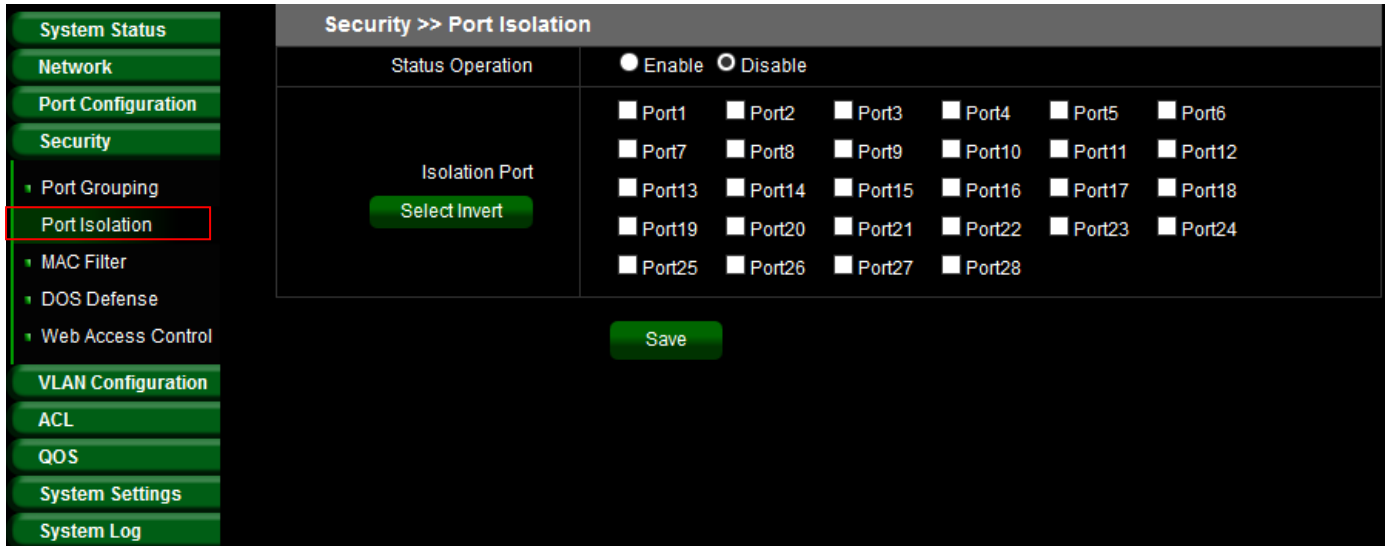 System Status
Network
Port Configuration
Security
Port Grouping
Port Isolation
MAC Filter
DOS Defense
Web Access Control
VLAN Configuration
ACL
QOS
System Settings
System Log
Security >> Port Isolation
Status Operation Enable Disable
Isolation Port
Select Invert
Port1 Port2 Port3 Port4 Port5 Port6
Port7 Port8 Port9 Port10 Port11 Port12
Port13 Port14 Port15 Port16 Port17 Port18
Port19 Port20 Port21 Port22 Port23 Port24
Port25 Port26 Port27 Port28
Save